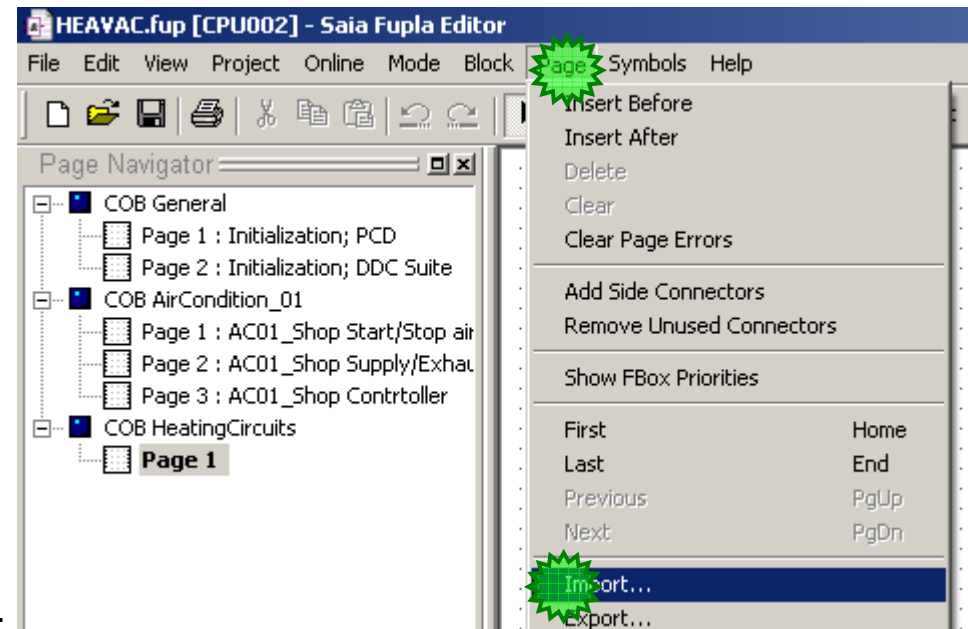 HEAVAC.fup [CPU002] - Saia Fupla Editor
File Edit View Project Online Mode Block Page Symbols Help
Page Navigator
COB General
Page 1 : Initialization; PCD
Page 2 : Initialization; DDC Suite
COB AirCondition_01
Page 1 : AC01_Shop Start/Stop air
Page 2 : AC01_Shop Supply/Exhau
Page 3 : AC01_Shop Contrtoller
COB HeatingCircuits
Page 1
Insert Before
Insert After
Delete
Clear
Clear Page Errors
Add Side Connectors
Remove Unused Connectors
Show FBox Priorities
First Home
Last End
Previous PgUp
Next PgDn
Import...
Export...